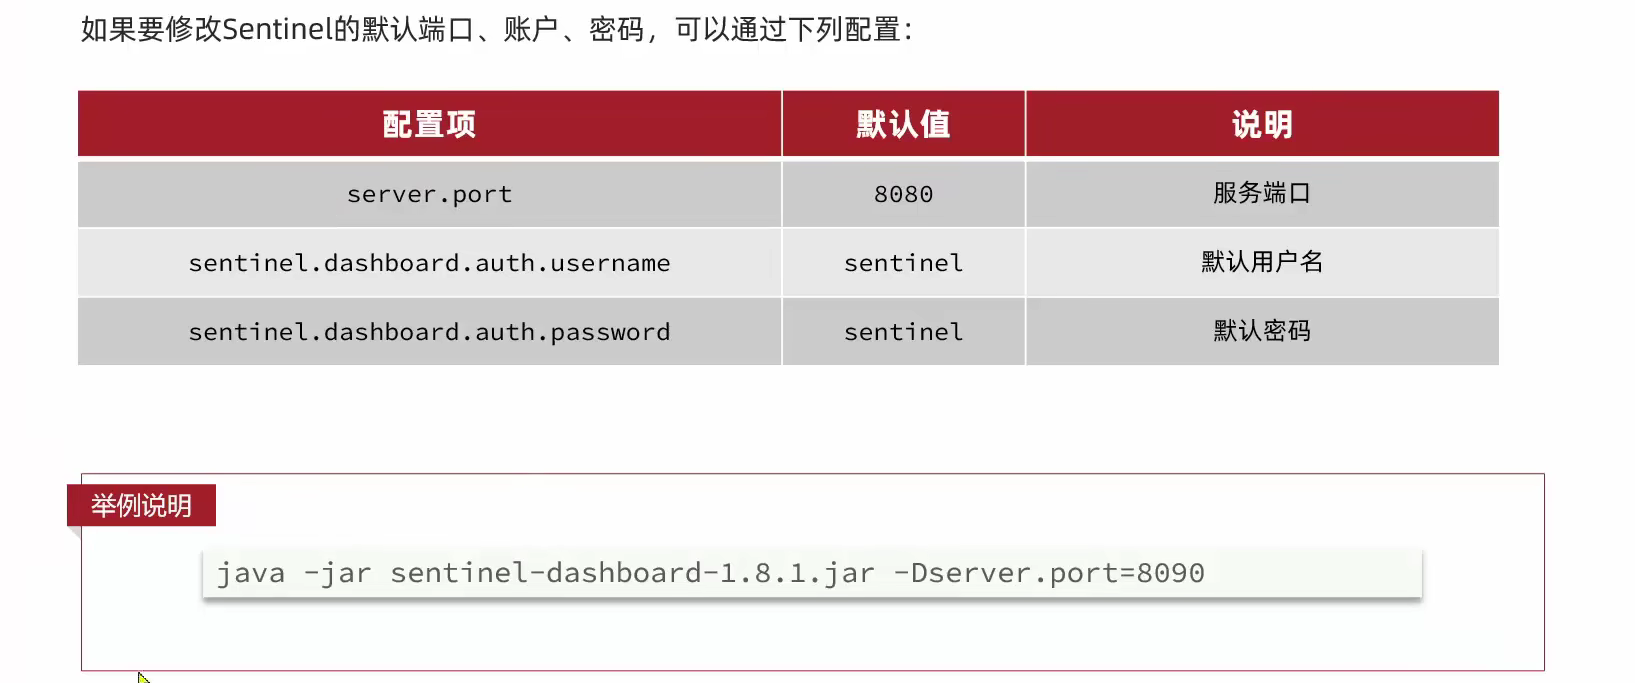 如果要修改Sentinel的默认端口、账户、密码，可以通过下列配置：
配置项 默认值 说明
server.port 8080 服务端口
sentinel.dashboard.auth.username sentinel 默认用户名
sentinel.dashboard.auth.password sentinel 默认密码
举例说明
java -jar sentinel-dashboard-1.8.1.jar -Dserver.port=8090